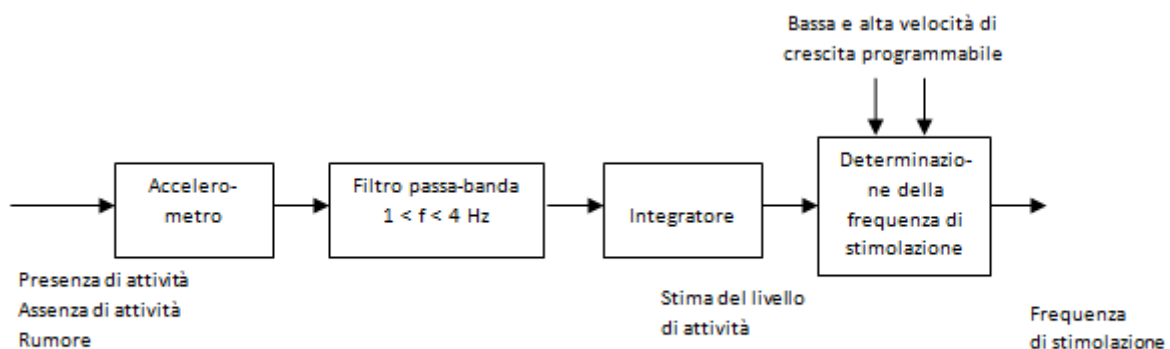 Bassa e alta velocità di
crescita programmabile
Accelero-
metro
Filtro passa-banda
1 < f < 4 Hz
Integratore
Determinazio-
ne della
frequenza di
stimolazione
Presenza di attività
Assenza di attività
Rumore
Stima del livello
di attività
Frequenza
di stimolazione